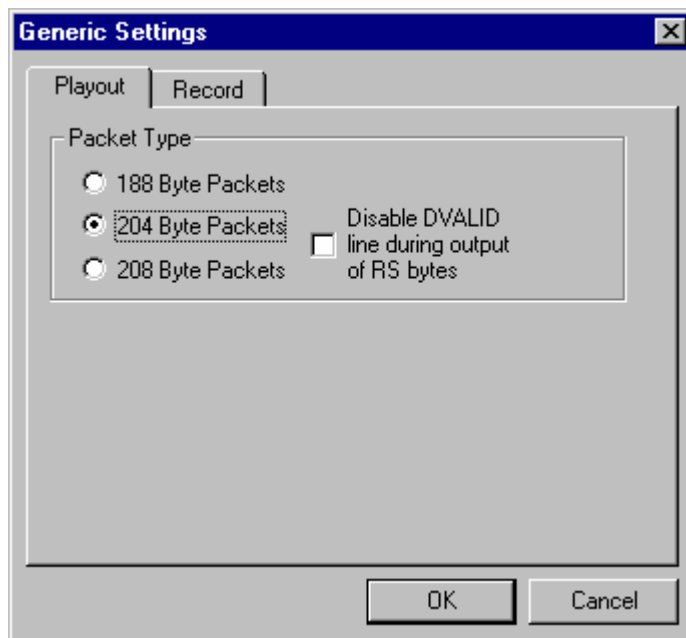 Generic Settings
Playout
Record
Packet Type
188 Byte Packets
204 Byte Packets
208 Byte Packets
Disable DVALID
line during output
of RS bytes
OK
Cancel